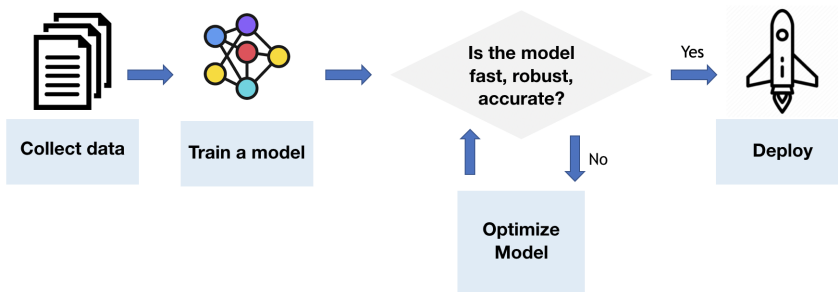 Collect data
Train a model
Is the model
fast, robust,
accurate?
Yes
No
Optimize
Model
Deploy